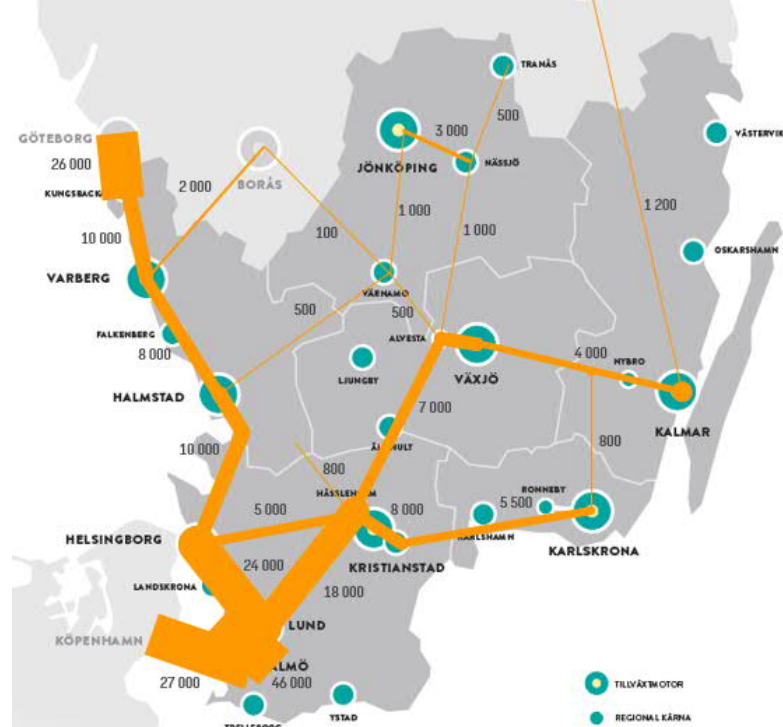 TRANÅS
GÖTEBORG
26 000
KUNGSBACKA
3 000
500
VÄSTERVIK
JÖNKÖPING
NÄSSJÖ
2 000
BORÅS
1 200
10 000
100
1 000
1 000
VARBERG
OSKARSHAMN
VÄRNAMO
FALKENBERG
8 000
500
500
ALVESTA
LJUNGBY
VÄXJÖ
4 000
NYBRO
HALMSTAD
7 000
KALMAR
10 000
800
800
HÄSSLEHOLM
5 000
8 000
RONNEBY
5 500
HELSINGBORG
KARLSHAMN
KARLSKRONA
KRISTIANSTAD
24 000
LANDSKRONA
18 000
LUND
KÖPENHAMN
ALMÖ
27 000
46 000
TILLVÄXTMOTOR
YSTAD
REGIONAL KÄRNA